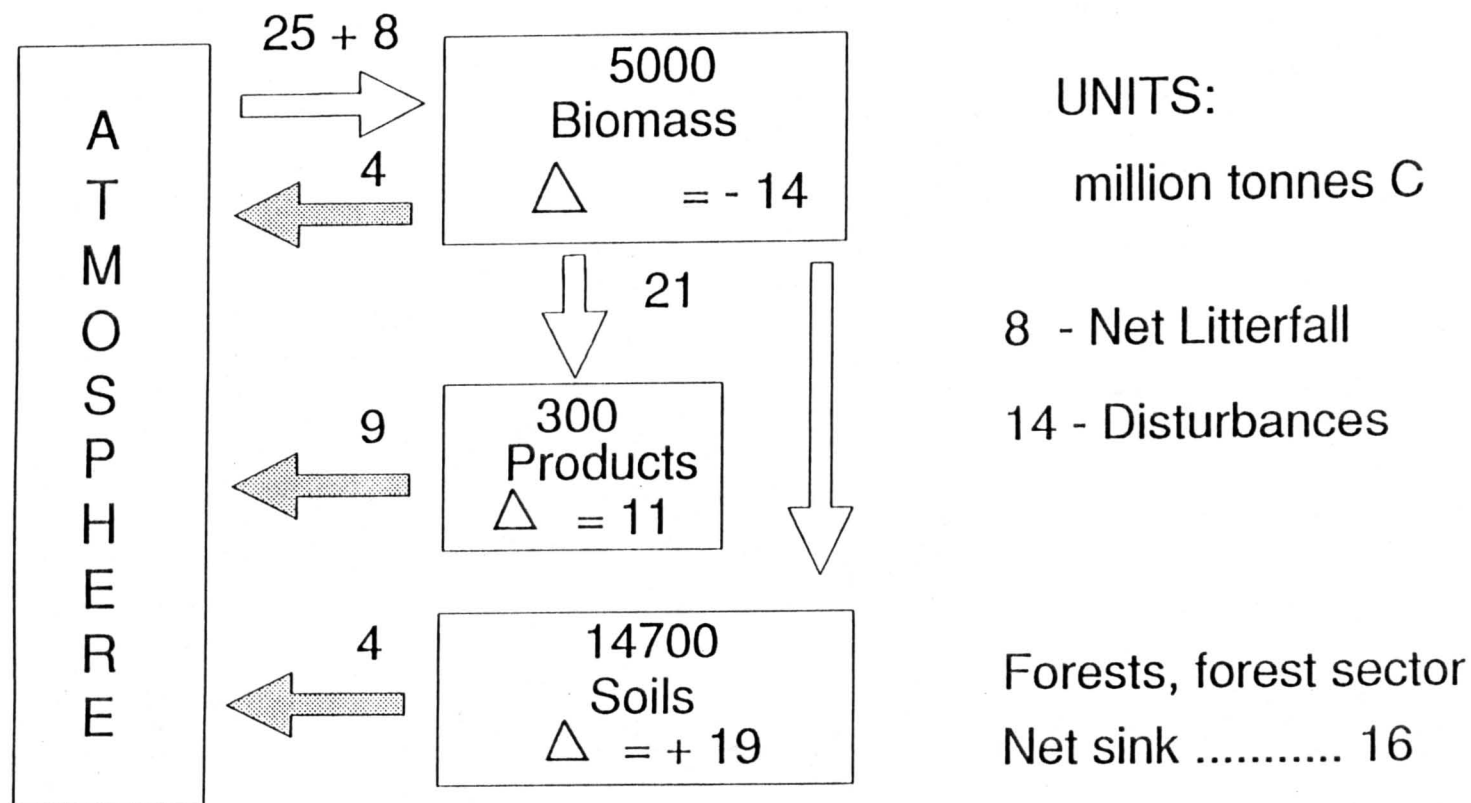 ATMOSPHERE
25 + 8
4
9
4
5000
Biomass
△ = - 14
21
300
Products
△ = 11
14700
Soils
△ = + 19
UNITS:
million tonnes C
8 - Net Litterfall
14 - Disturbances
Forests, forest sector
Net sink ........... 16